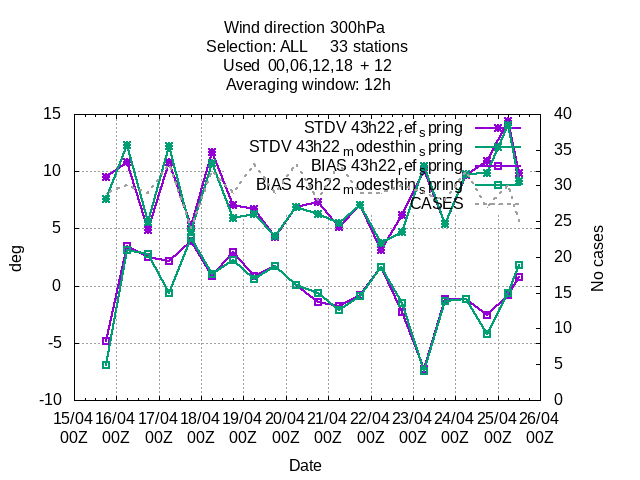 Wind direction 300hPa
Selection: ALL 33 stations
Used 00,06,12,18 + 12
Averaging window: 12h
STDV 43h22refspring
STDV 43h22modesthinspring
BIAS 43h22refspring
BIAS 43h22modesthinspring
CASES
15
10
5
0
-5
-10
deg
40
35
30
25
20
15
10
5
0
No cases
15/04 16/04 17/04 18/04 19/04 20/04 21/04 22/04 23/04 24/04 25/04 26/04
00Z 00Z 00Z 00Z 00Z 00Z 00Z 00Z 00Z 00Z 00Z 00Z
Date